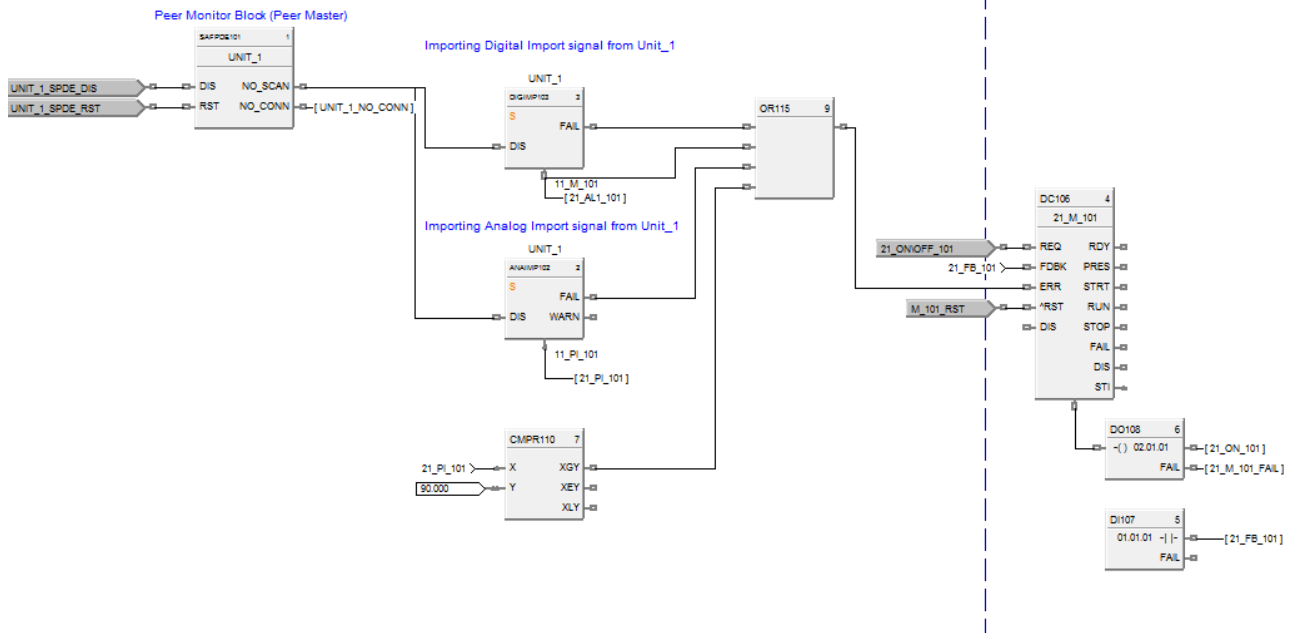 Peer Monitor Block (Peer Master)
SAFPDE101 1
UNIT_1
UNIT_1_SPDE_DIS
DIS NO_SCAN
UNIT_1_SPDE_RST
RST NO_CONN
[ UNIT_1_NO_CONN ]
Importing Digital Import signal from Unit_1
UNIT_1
DIGIMP102 2
S
FAIL
DIS
11_M_101
[ 21_AL1_101 ]
Importing Analog Import signal from Unit_1
UNIT_1
ANAIMP103 3
S
FAIL
DIS WARN
11_PI_101
[ 21_PI_101 ]
CMPR110 7
21_PI_101 X XGY
90.000 Y XEY
XLY
OR115 9
DC106 4
21_M_101
21_ON\OFF_101 REQ RDY
21_FB_101 FDBK PRES
ERR STRT
M_101_RST ^RST RUN
DIS STOP
FAIL
DIS
STI
DO108 6
-( ) 02.01.01 [ 21_ON_101 ]
FAIL [ 21_M_101_FAIL ]
DI107 5
01.01.01 -| |- [ 21_FB_101 ]
FAIL